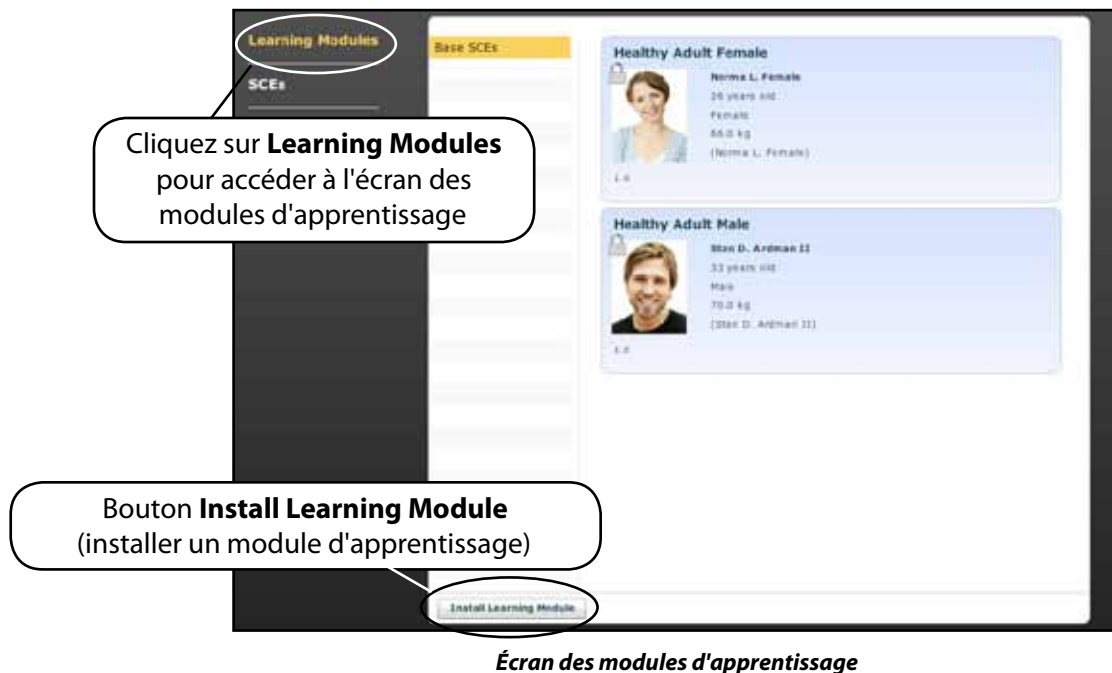 Learning Modules
SCEs
Cliquez sur Learning Modules
pour accéder à l'écran des
modules d'apprentissage
Base SCEs
Healthy Adult Female
Norma L. Female
26 years old
Female
66.0 kg
(Norma L. Female)
Healthy Adult Male
Stan D. Ardman II
33 years old
Male
70.0 kg
(Stan D. Ardman II)
Bouton Install Learning Module
(installer un module d'apprentissage)
Install Learning Module
Écran des modules d'apprentissage